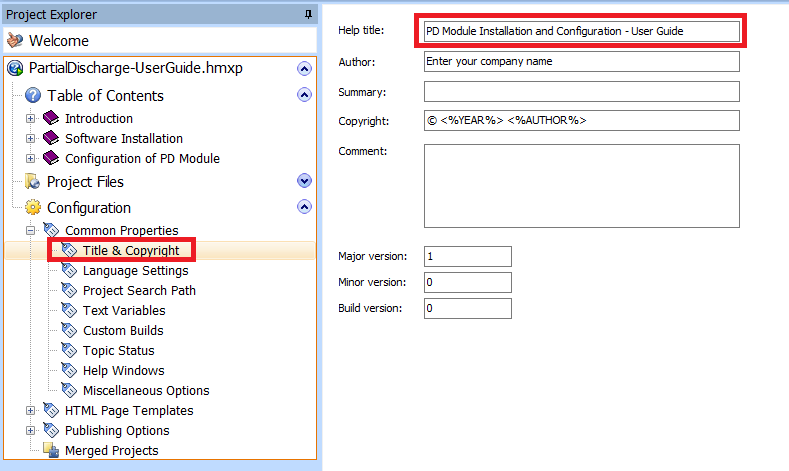 Project Explorer
Welcome
PartialDischarge-UserGuide.hmxp
Table of Contents
Introduction
Software Installation
Configuration of PD Module
Project Files
Configuration
Common Properties
Title & Copyright
Language Settings
Project Search Path
Text Variables
Custom Builds
Topic Status
Help Windows
Miscellaneous Options
HTML Page Templates
Publishing Options
Merged Projects
Help title: PD Module Installation and Configuration - User Guide
Author: Enter your company name
Summary:
Copyright: © <%YEAR%> <%AUTHOR%>
Comment:
Major version: 1
Minor version: 0
Build version: 0